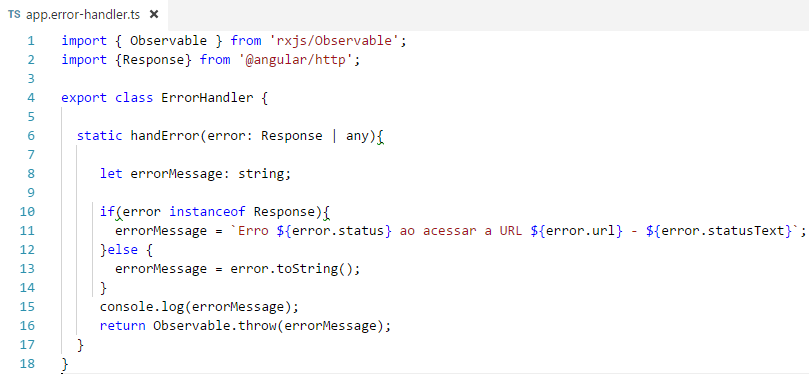 TS app.error-handler.ts ×
1 import { Observable } from 'rxjs/Observable';
2 import {Response} from '@angular/http';
3
4 export class ErrorHandler {
5
6 static handError(error: Response | any){
7
8 let errorMessage: string;
9
10 if(error instanceof Response){
11 errorMessage = `Erro ${error.status} ao acessar a URL ${error.url} - ${error.statusText}`;
12 }else {
13 errorMessage = error.toString();
14 }
15 console.log(errorMessage);
16 return Observable.throw(errorMessage);
17 }
18 }